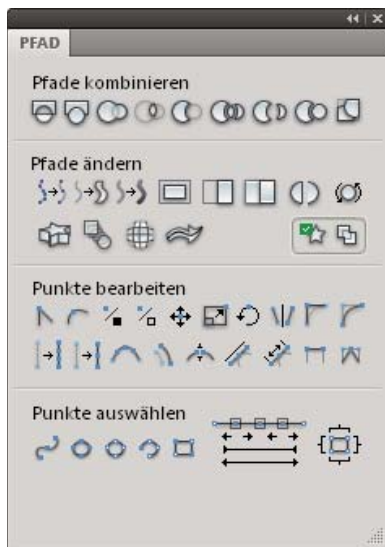 PFAD
Pfade kombinieren
Pfade ändern
Punkte bearbeiten
Punkte auswählen